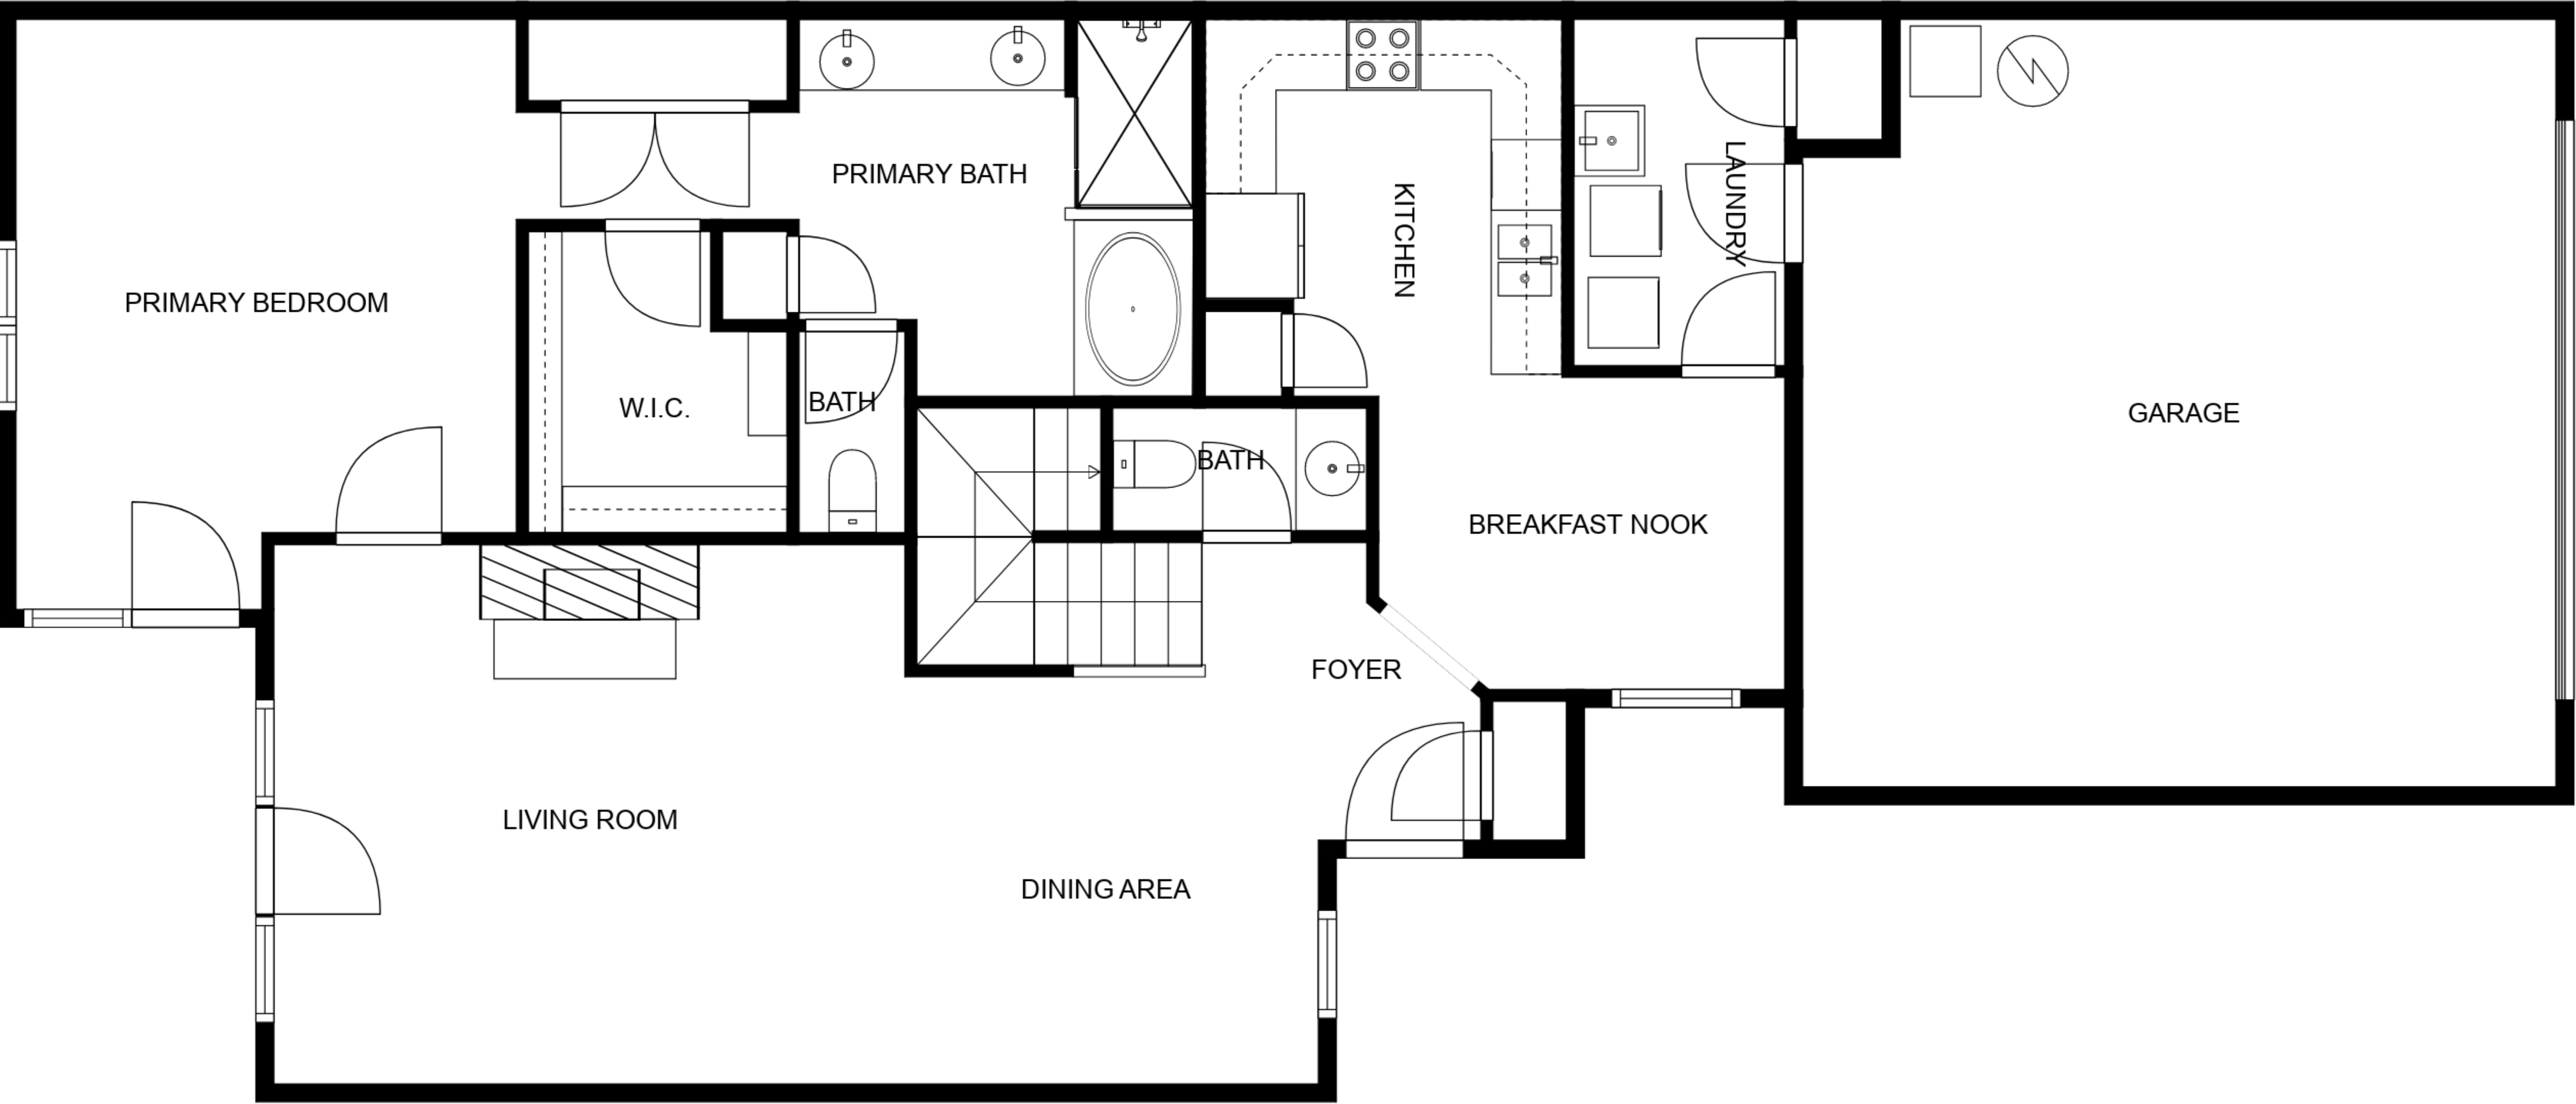 PRIMARY BATH
LAUNDRY
KITCHEN
PRIMARY BEDROOM
W.I.C.
BATH
GARAGE
BATH
BREAKFAST NOOK
FOYER
LIVING ROOM
DINING AREA